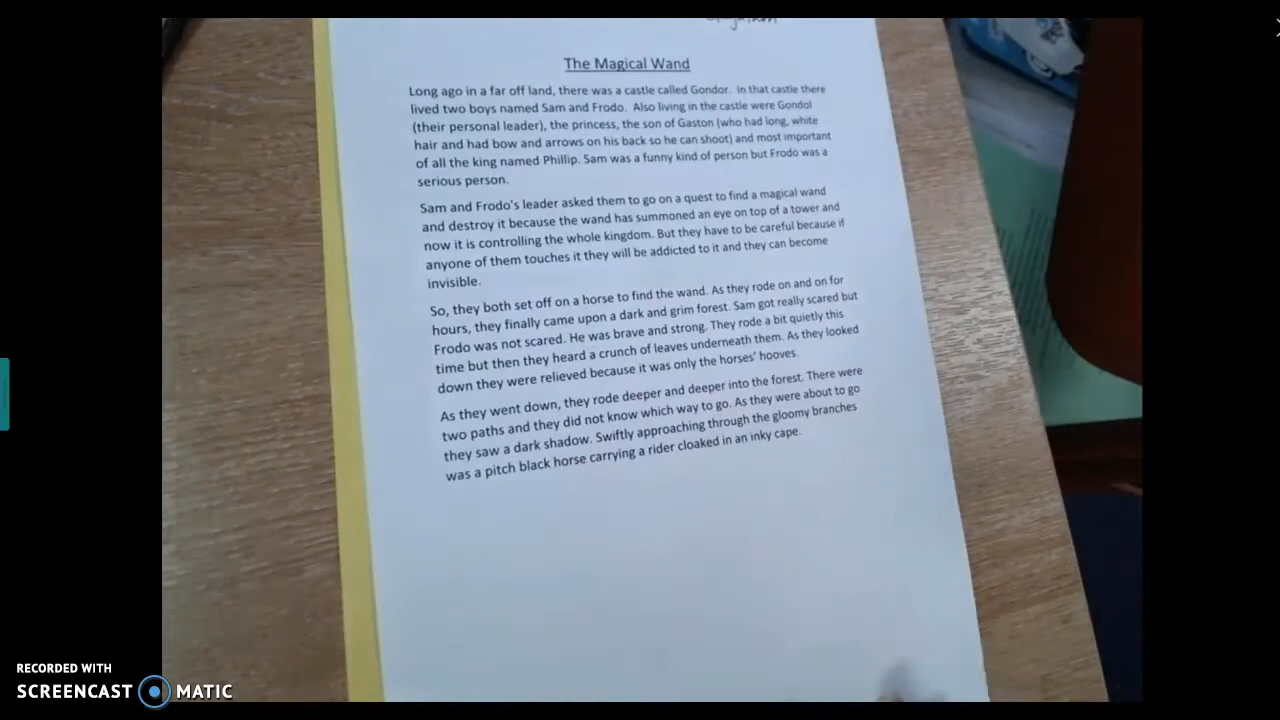 The Magical Wand
Long ago in a far off land, there was a castle called Gondor. In that castle there
lived two boys named Sam and Frodo. Also living in the castle were Gondol
(their personal leader), the princess, the son of Gaston (who had long, white
hair and had bow and arrows on his back so he can shoot) and most important
of all the king named Phillip. Sam was a funny kind of person but Frodo was a
serious person.
Sam and Frodo's leader asked them to go on a quest to find a magical wand
and destroy it because the wand has summoned an eye on top of a tower and
now it is controlling the whole kingdom. But they have to be careful because if
anyone of them touches it they will be addicted to it and they can become
invisible.
So, they both set off on a horse to find the wand. As they rode on and on for
hours, they finally came upon a dark and grim forest. Sam got really scared but
Frodo was not scared. He was brave and strong. They rode a bit quietly this
time but then they heard a crunch of leaves underneath them. As they looked
down they were relieved because it was only the horses' hooves.
As they went down, they rode deeper and deeper into the forest. There were
two paths and they did not know which way to go. As they were about to go
they saw a dark shadow. Swiftly approaching through the gloomy branches
was a pitch black horse carrying a rider cloaked in an inky cape.
RECORDED WITH
SCREENCAST MATIC